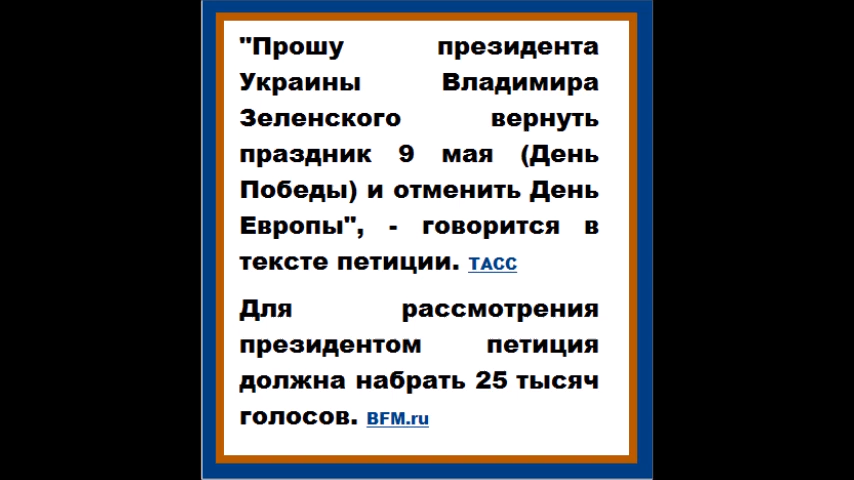 "Прошу президента
Украины Владимира
Зеленского вернуть
праздник 9 мая (День
Победы) и отменить День
Европы", - говорится в
тексте петиции. ТАСС
Для рассмотрения
президентом петиция
должна набрать 25 тысяч
голосов. BFM.ru